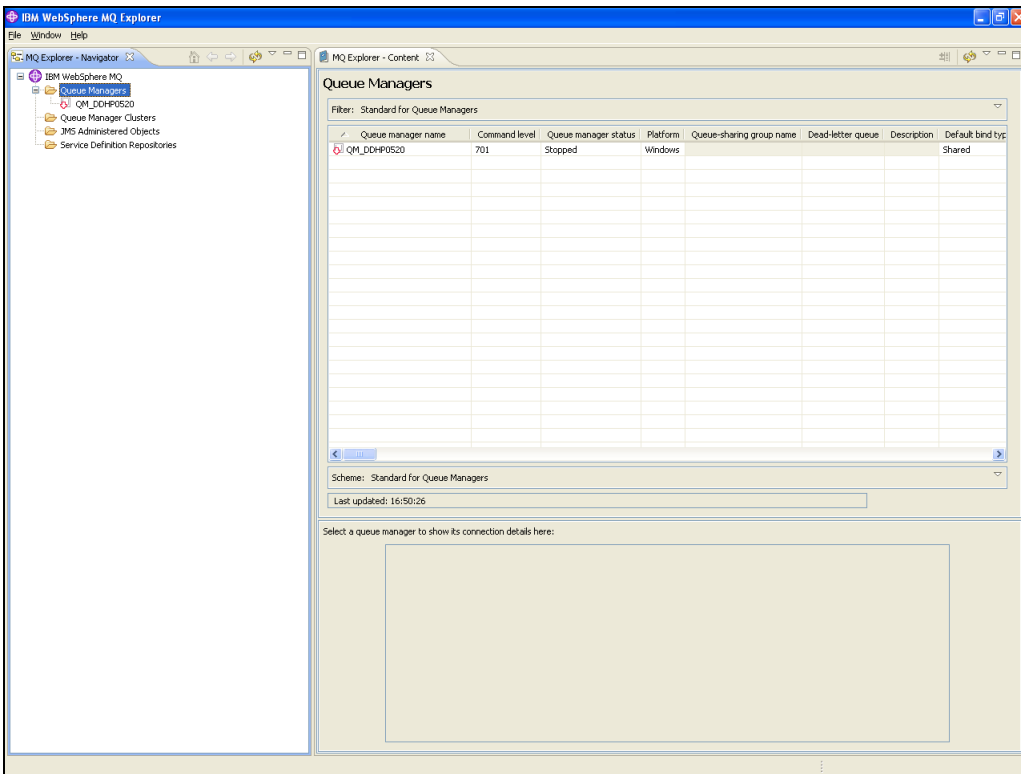 IBM WebSphere MQ Explorer
File Window Help
MQ Explorer - Navigator
IBM WebSphere MQ
Queue Managers
QM_DDHP0520
Queue Manager Clusters
JMS Administered Objects
Service Definition Repositories
MQ Explorer - Content
Queue Managers
Filter: Standard for Queue Managers
Queue manager name Command level Queue manager status Platform Queue-sharing group name Dead-letter queue Description Default bind typ
QM_DDHP0520 701 Stopped Windows Shared
Scheme: Standard for Queue Managers
Last updated: 16:50:26
Select a queue manager to show its connection details here: